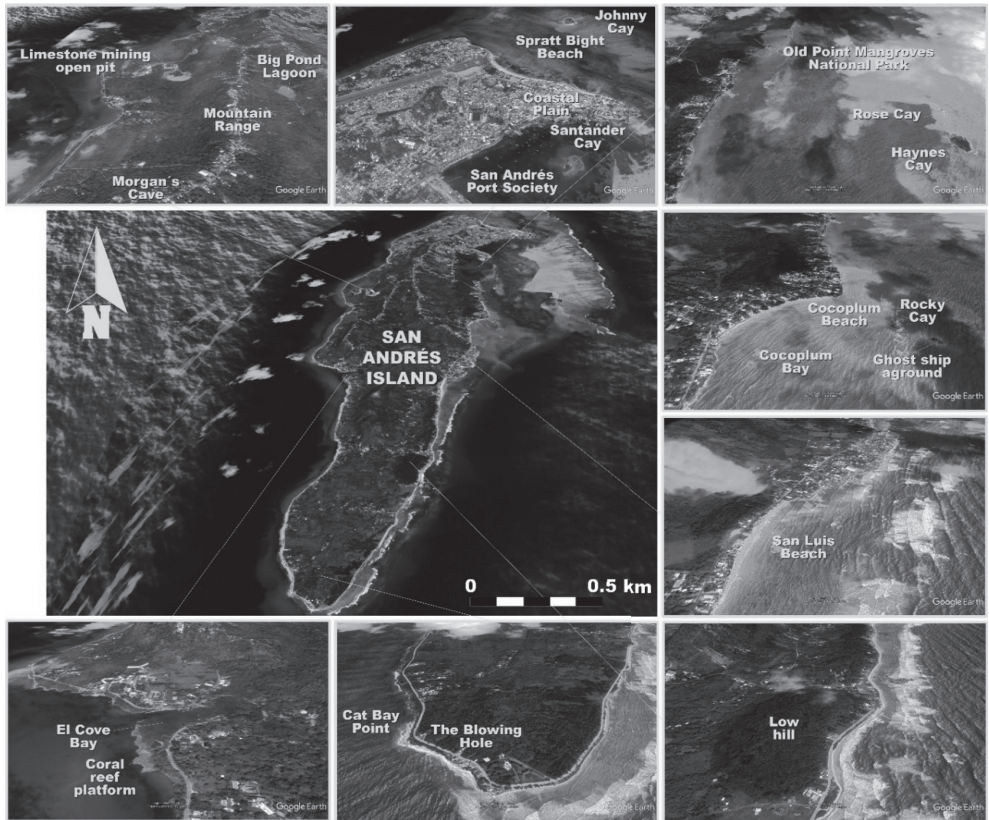 Limestone mining
open pit
Big Pond
Lagoon
Mountain
Range
Morgan´s
Cave
Google Earth
Johnny
Cay
Spratt Bight
Beach
Coastal
Plain
Santander
Cay
San Andrés
Port Society
Google Earth
Old Point Mangroves
National Park
Rose Cay
Haynes
Cay
Google Earth
N
SAN
ANDRÉS
ISLAND
0 0.5 km
Cocoplum
Beach
Rocky
Cay
Cocoplum
Bay
Ghost ship
aground
Google Earth
San Luis
Beach
Google Earth
El Cove
Bay
Coral
reef
platform
Google Earth
Cat Bay
Point
The Blowing
Hole
Google Earth
Low
hill
Google Earth